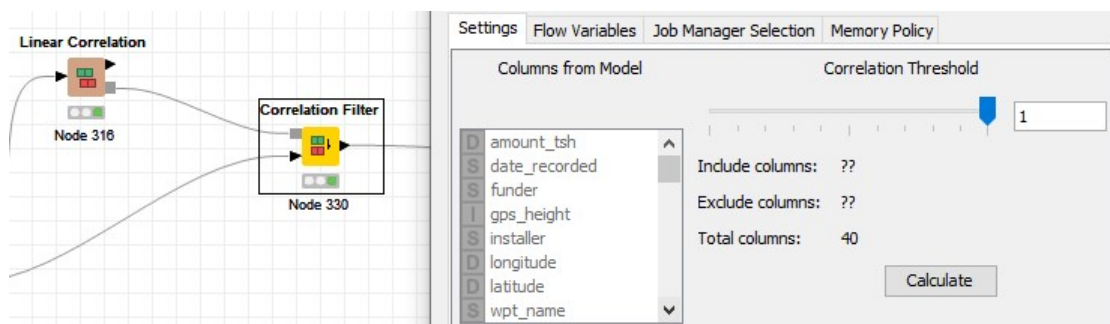 Linear Correlation
Node 316
Correlation Filter
Node 330
Settings Flow Variables Job Manager Selection Memory Policy
Columns from Model
D amount_tsh
S date_recorded
S funder
I gps_height
S installer
D longitude
D latitude
S wpt_name
Correlation Threshold
1
Include columns: ??
Exclude columns: ??
Total columns: 40
Calculate